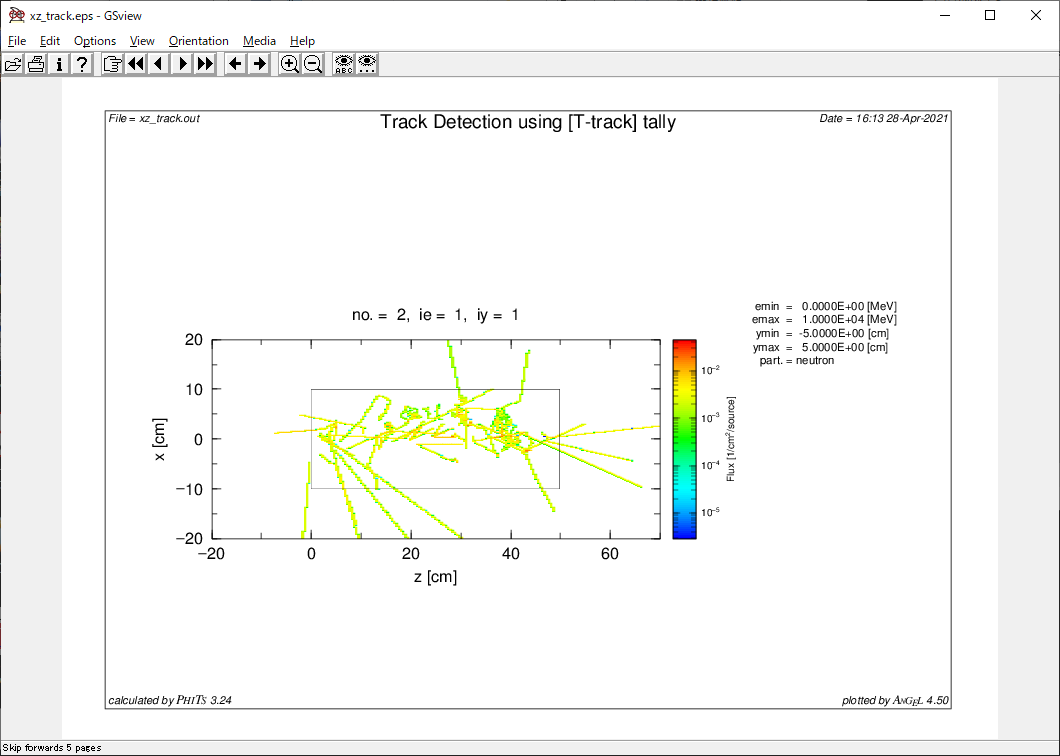 xz_track.eps - GSview
File Edit Options View Orientation Media Help
i ? ABC
File = xz_track.out
Date = 16:13 28-Apr-2021
Track Detection using [T-track] tally
no. = 2, ie = 1, iy = 1
emin = 0.0000E+00 [MeV]
emax = 1.0000E+04 [MeV]
ymin = -5.0000E+00 [cm]
ymax = 5.0000E+00 [cm]
part. = neutron
20
10
0
−10
−20
x [cm]
−20 0 20 40 60
z [cm]
10−2
10−3
10−4
10−5
Flux [1/cm2/source]
calculated by PHITS 3.24
plotted by ANGEL 4.50
Skip forwards 5 pages